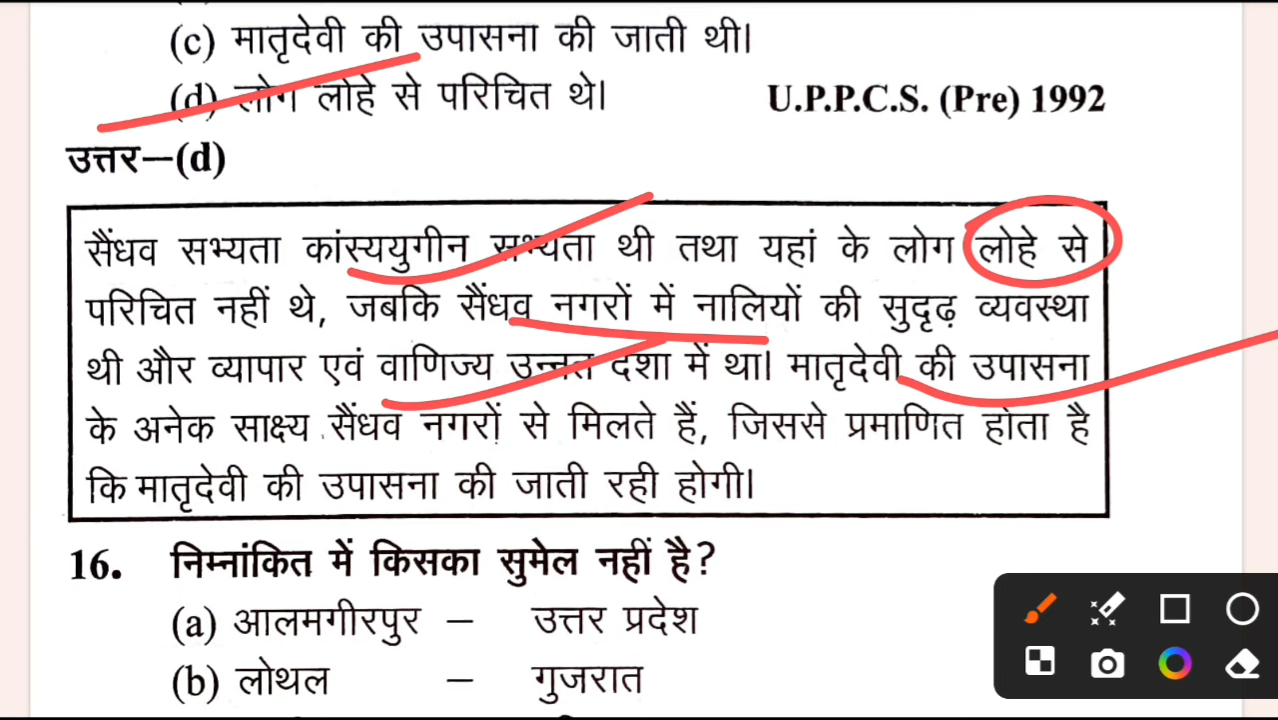 (c) मातृदेवी की उपासना की जाती थी।
(d) लोग लोहे से परिचित थे। U.P.P.C.S. (Pre) 1992
उत्तर—(d)
सैंधव सभ्यता कांस्ययुगीन सभ्यता थी तथा यहां के लोग लोहे से
परिचित नहीं थे, जबकि सैंधव नगरों में नालियों की सुदृढ़ व्यवस्था
थी और व्यापार एवं वाणिज्य उन्नत दशा में था। मातृदेवी की उपासना
के अनेक साक्ष्य सैंधव नगरों से मिलते हैं, जिससे प्रमाणित होता है
कि मातृदेवी की उपासना की जाती रही होगी।
16. निम्नांकित में किसका सुमेल नहीं है?
(a) आलमगीरपुर – उत्तर प्रदेश
(b) लोथल – गुजरात